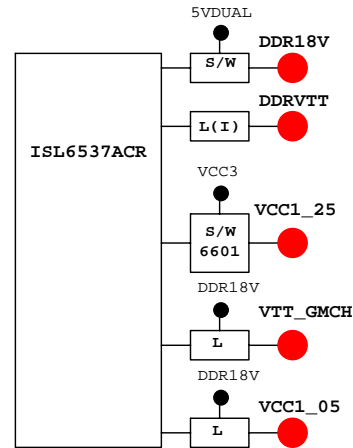 5VDUAL
DDR18V
S/W
DDRVTT
L(I)
ISL6537ACR
VCC3
VCC1_25
S/W
6601
DDR18V
VTT_GMCH
L
DDR18V
VCC1_05
L